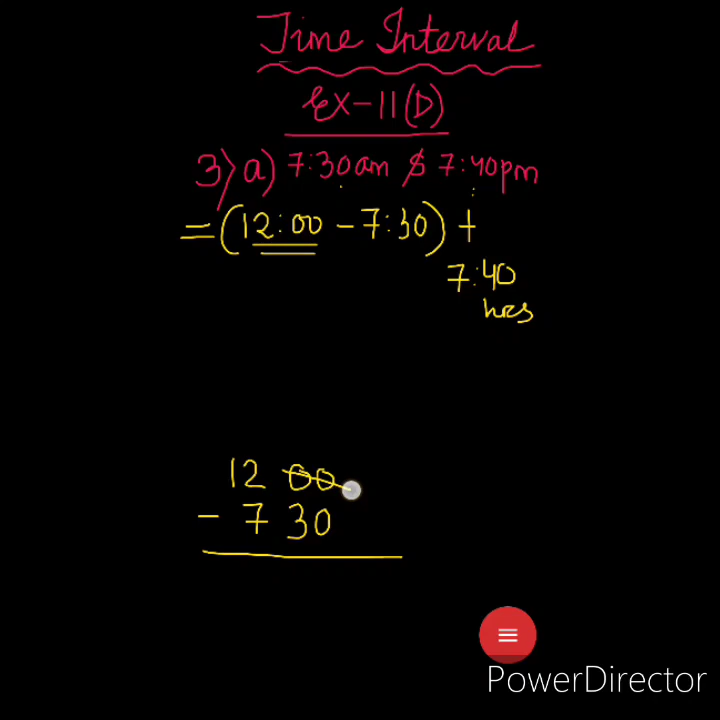 Time Interval
Ex-11(D)
3) a) 7:30am & 7:40pm
= (12:00 - 7:30) +
7:40
hrs
12 00
- 7 30
PowerDirector